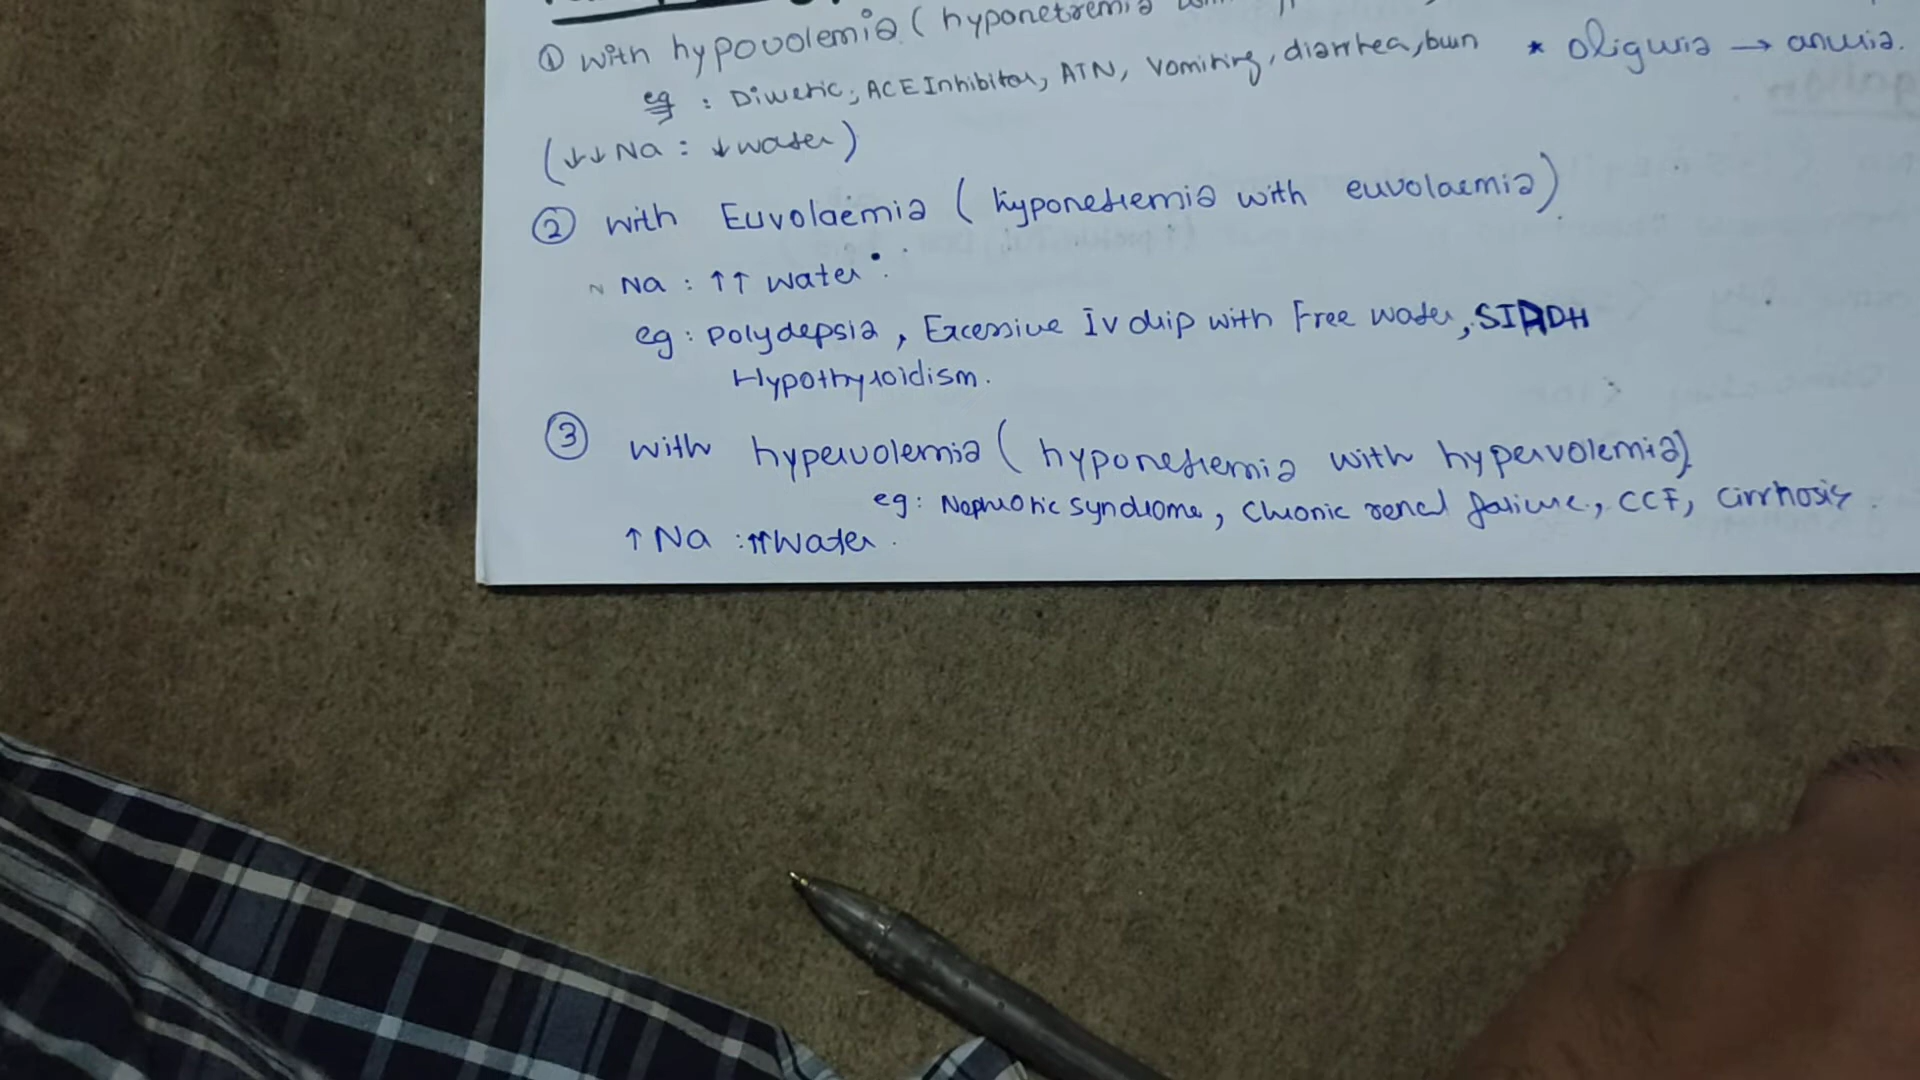 ① with hypovolemia (hyponetremia
eg : Diuretic, ACE Inhibitor, ATN, Vomiting, diarrhea, burn * oliguria → anuria.
(↓↓ Na : ↓ water)
② with Euvolaemia (hyponetremia with euvolaemia)
N Na : ↑↑ water
eg : Polydepsia, Excessive IV drip with Free water, SIADH
Hypothyroidism.
③ with hypervolemia (hyponetremia with hypervolemia)
eg : Nephrotic syndrome, Chronic renal failure, CCF, Cirrhosis.
↑ Na : ↑↑ Water.